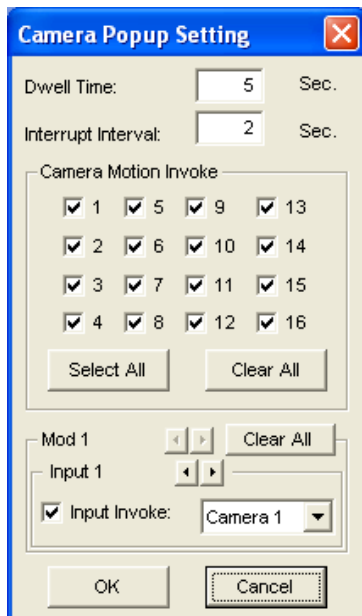 Camera Popup Setting
Dwell Time: 5 Sec.
Interrupt Interval: 2 Sec.
Camera Motion Invoke
1 5 9 13
2 6 10 14
3 7 11 15
4 8 12 16
Select All Clear All
Mod 1 Clear All
Input 1
Input Invoke: Camera 1
OK Cancel